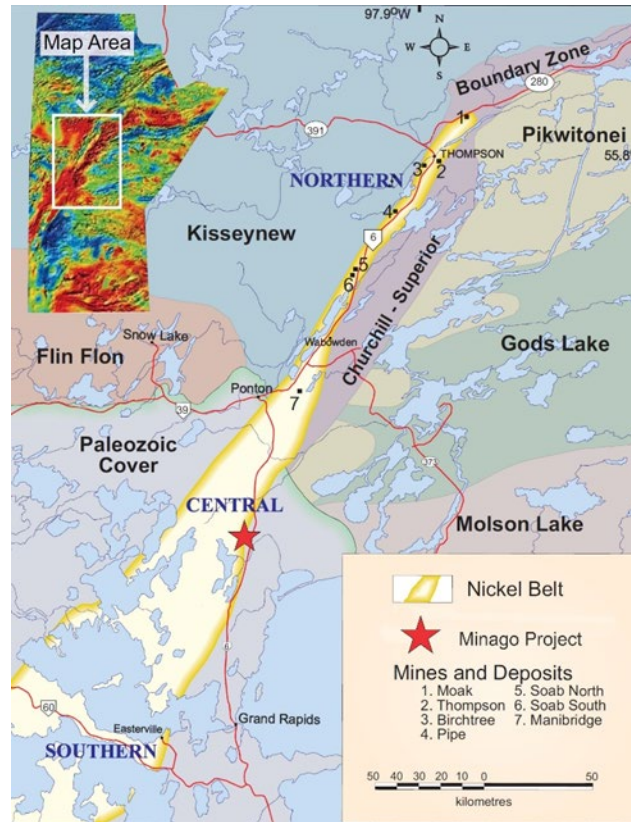 97.9°W
Map Area
N
W E
S
Boundary Zone
280
1
391
Pikwitonei
55.8°
THOMPSON
3
2
NORTHERN
4
Kisseynew
6
5
6
Churchill - Superior
Gods Lake
Wabowden
Snow Lake
Flin Flon
Ponton
7
39
Paleozoic
Cover
373
CENTRAL
Molson Lake
6
60
Grand Rapids
Easterville
SOUTHERN
Nickel Belt
Minago Project
Mines and Deposits
1. Moak
2. Thompson
3. Birchtree
4. Pipe
5. Soab North
6. Soab South
7. Manibridge
50 40 30 20 10 0 50
kilometres